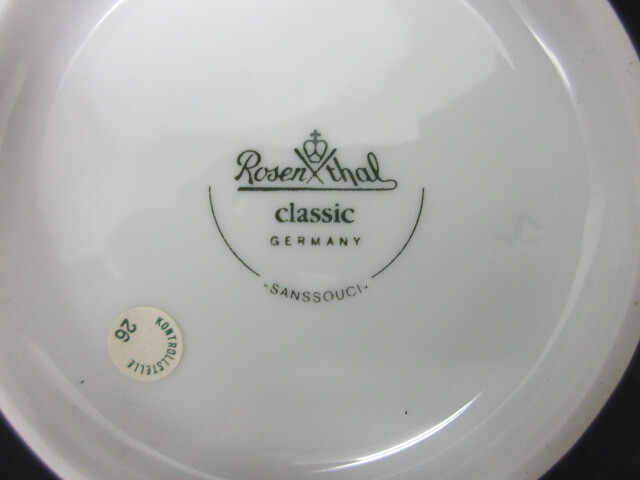 Rosenthal
classic
GERMANY
-SANSSOUCI-
KONTROLLSTELLE
26